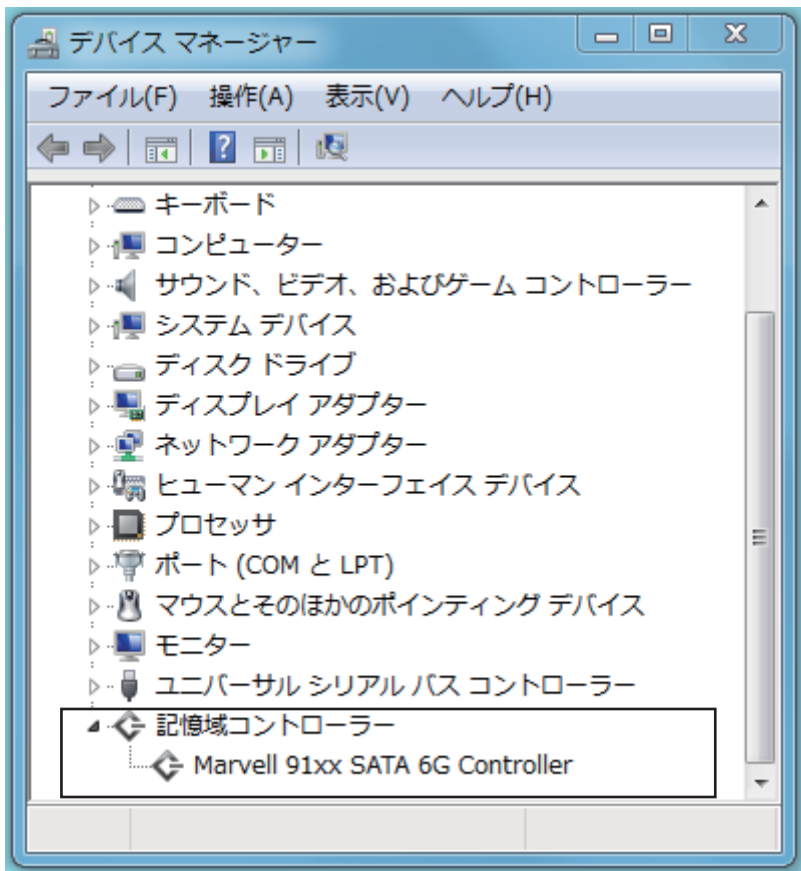 デバイス マネージャー
ファイル(F) 操作(A) 表示(V) ヘルプ(H)
キーボード
コンピューター
サウンド、ビデオ、およびゲーム コントローラー
システム デバイス
ディスク ドライブ
ディスプレイ アダプター
ネットワーク アダプター
ヒューマン インターフェイス デバイス
プロセッサ
ポート (COM と LPT)
マウスとそのほかのポインティング デバイス
モニター
ユニバーサル シリアル バス コントローラー
記憶域コントローラー
Marvell 91xx SATA 6G Controller